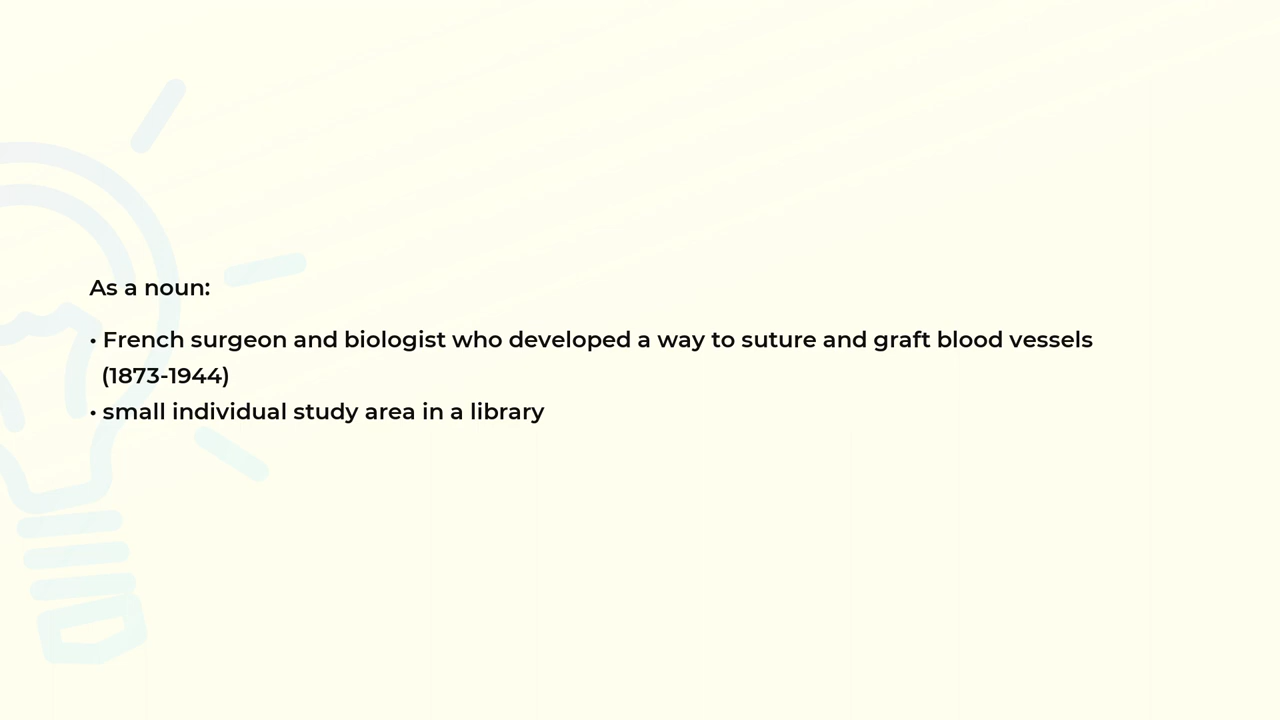 As a noun:
• French surgeon and biologist who developed a way to suture and graft blood vessels
(1873-1944)
• small individual study area in a library